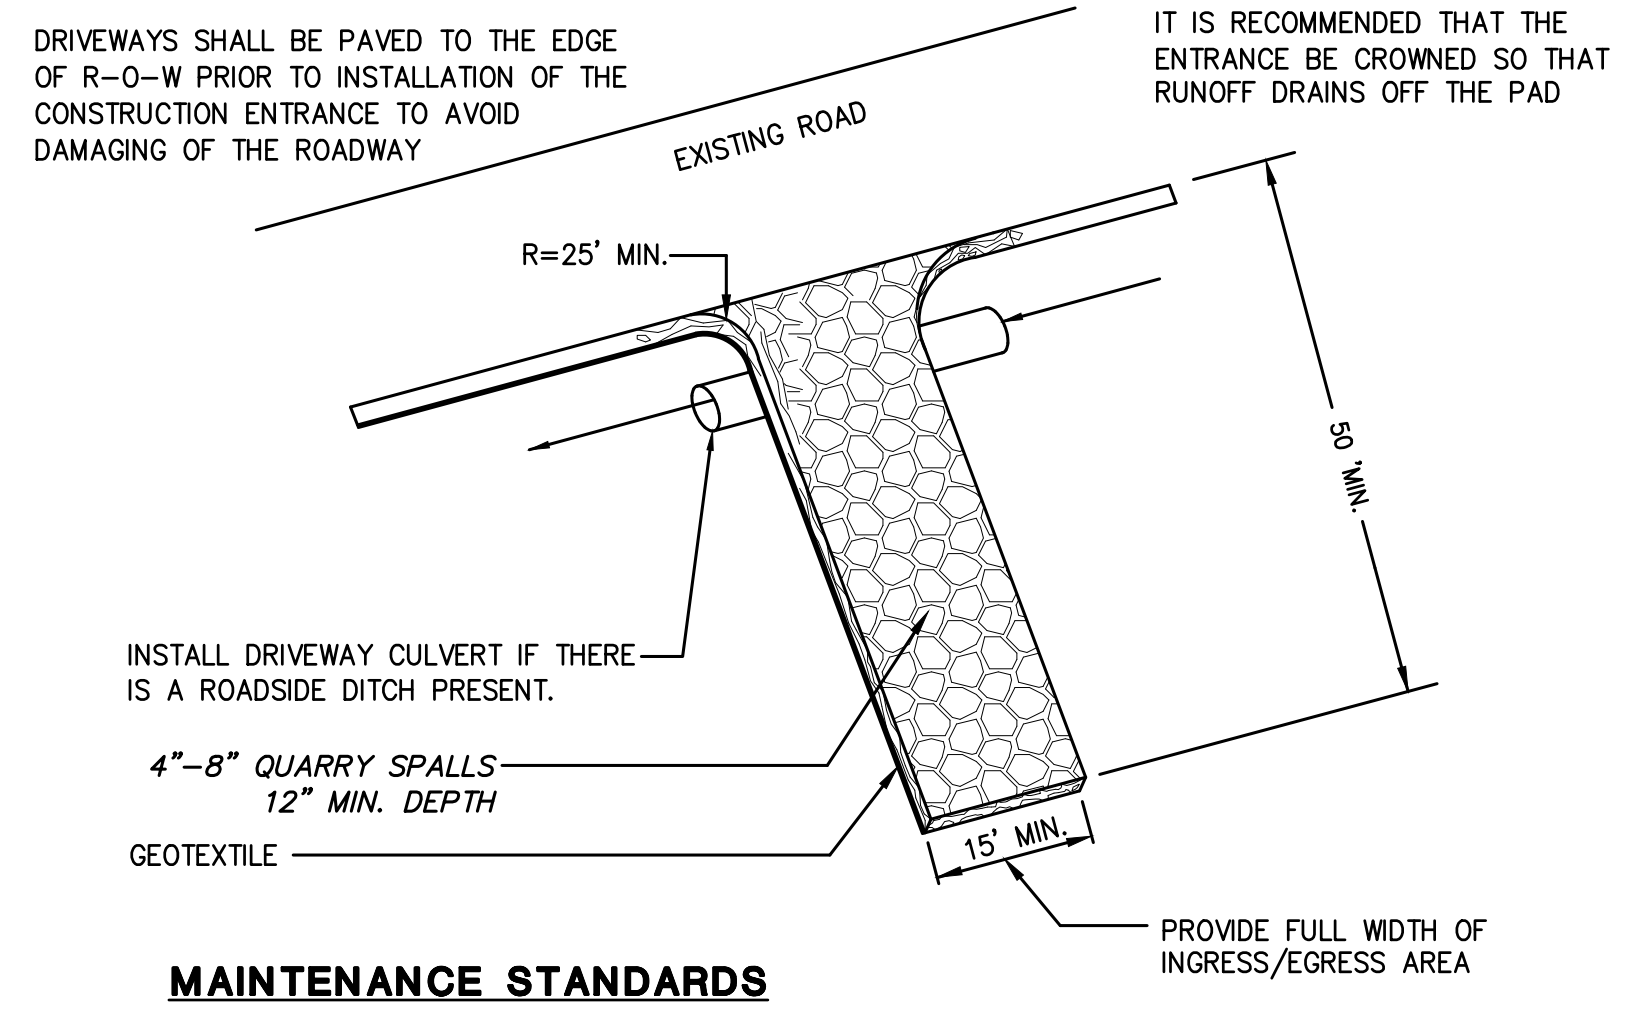 DRIVEWAYS SHALL BE PAVED TO THE EDGE
OF R-O-W PRIOR TO INSTALLATION OF THE
CONSTRUCTION ENTRANCE TO AVOID
DAMAGING OF THE ROADWAY
IT IS RECOMMENDED THAT THE
ENTRANCE BE CROWNED SO THAT
RUNOFF DRAINS OFF THE PAD
EXISTING ROAD
R=25' MIN.
50 'MIN.
INSTALL DRIVEWAY CULVERT IF THERE
IS A ROADSIDE DITCH PRESENT.
4"-8" QUARRY SPALLS
12" MIN. DEPTH
GEOTEXTILE
15' MIN.
PROVIDE FULL WIDTH OF
INGRESS/EGRESS AREA
MAINTENANCE STANDARDS